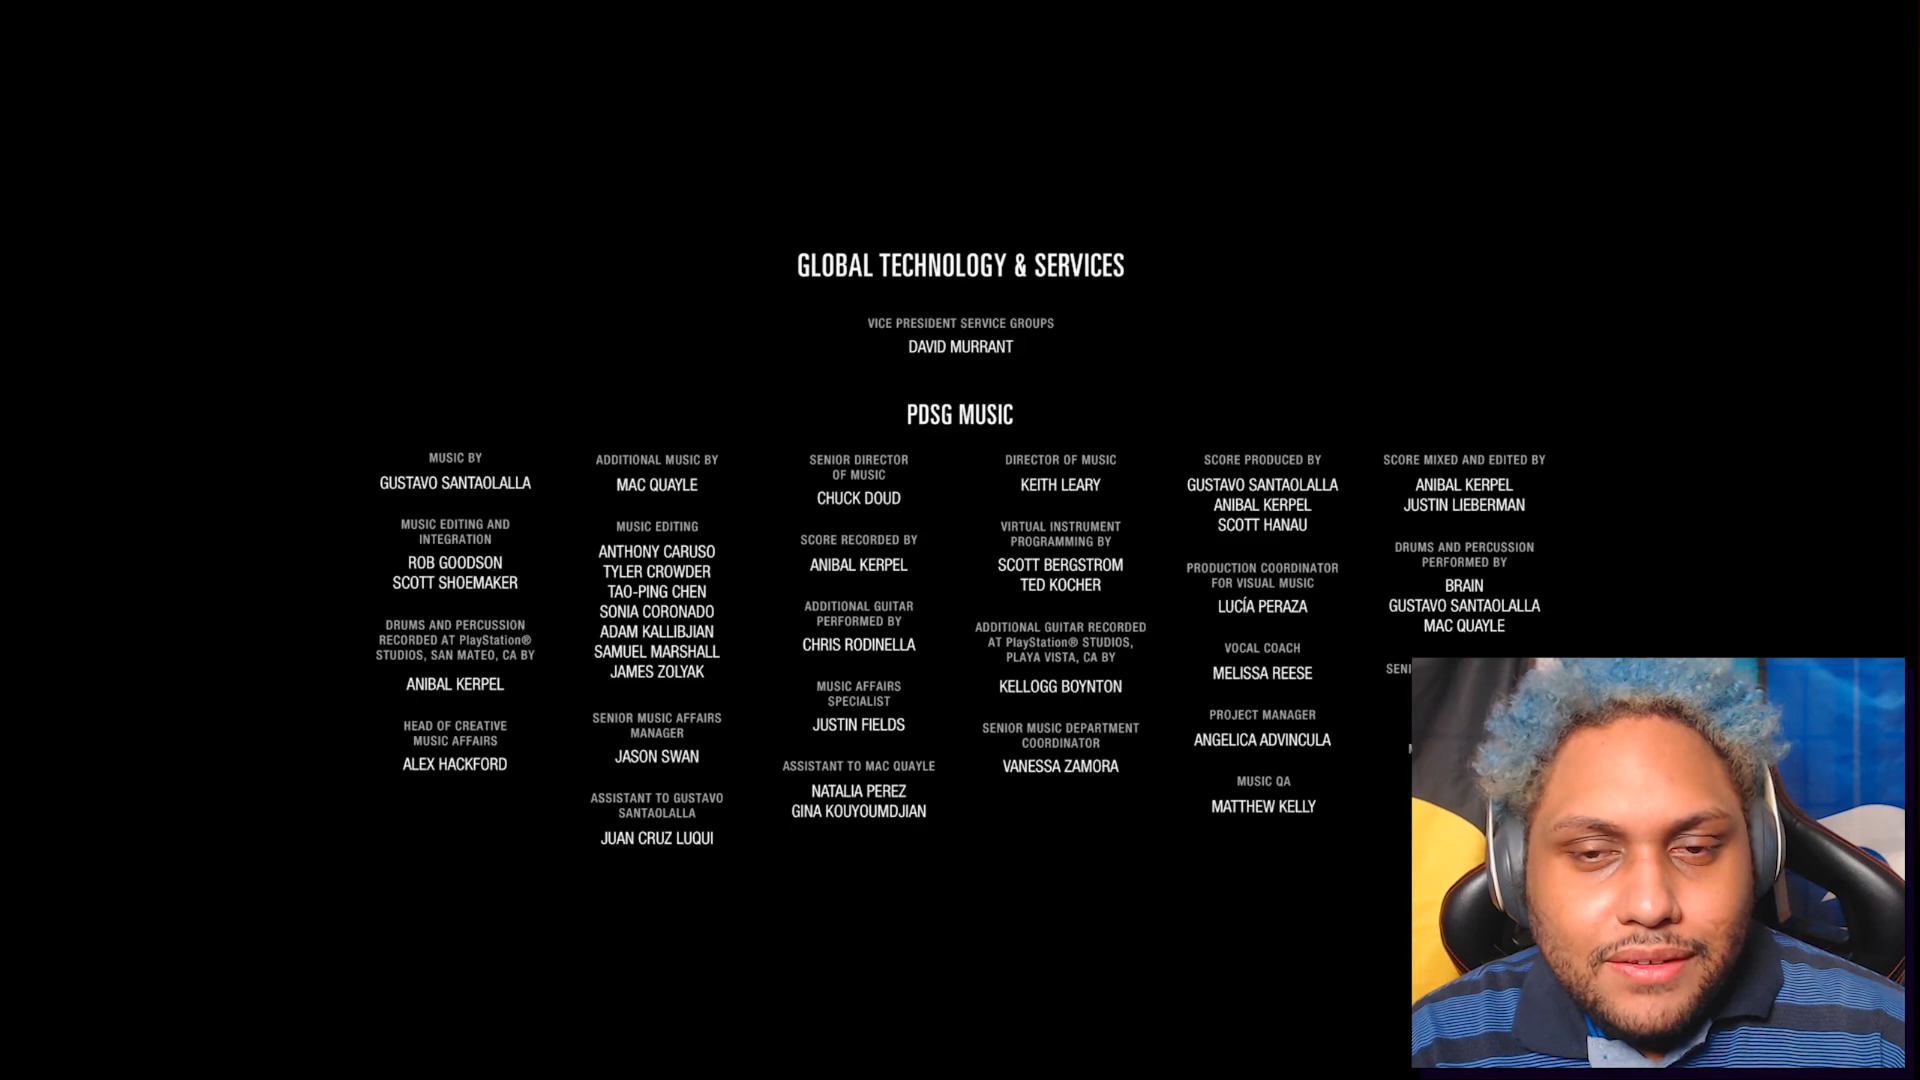 GLOBAL TECHNOLOGY & SERVICES
VICE PRESIDENT SERVICE GROUPS
DAVID MURRANT
PDSG MUSIC
MUSIC BY
GUSTAVO SANTAOLALLA
MUSIC EDITING AND
INTEGRATION
ROB GOODSON
SCOTT SHOEMAKER
DRUMS AND PERCUSSION
RECORDED AT PlayStation®
STUDIOS, SAN MATEO, CA BY
ANIBAL KERPEL
HEAD OF CREATIVE
MUSIC AFFAIRS
ALEX HACKFORD
ADDITIONAL MUSIC BY
MAC QUAYLE
MUSIC EDITING
ANTHONY CARUSO
TYLER CROWDER
TAO-PING CHEN
SONIA CORONADO
ADAM KALLIBJIAN
SAMUEL MARSHALL
JAMES ZOLYAK
SENIOR MUSIC AFFAIRS
MANAGER
JASON SWAN
ASSISTANT TO GUSTAVO
SANTAOLALLA
JUAN CRUZ LUQUI
SENIOR DIRECTOR
OF MUSIC
CHUCK DOUD
SCORE RECORDED BY
ANIBAL KERPEL
ADDITIONAL GUITAR
PERFORMED BY
CHRIS RODINELLA
MUSIC AFFAIRS
SPECIALIST
JUSTIN FIELDS
ASSISTANT TO MAC QUAYLE
NATALIA PEREZ
GINA KOUYOUMDJIAN
DIRECTOR OF MUSIC
KEITH LEARY
VIRTUAL INSTRUMENT
PROGRAMMING BY
SCOTT BERGSTROM
TED KOCHER
ADDITIONAL GUITAR RECORDED
AT PlayStation® STUDIOS,
PLAYA VISTA, CA BY
KELLOGG BOYNTON
SENIOR MUSIC DEPARTMENT
COORDINATOR
VANESSA ZAMORA
SCORE PRODUCED BY
GUSTAVO SANTAOLALLA
ANIBAL KERPEL
SCOTT HANAU
PRODUCTION COORDINATOR
FOR VISUAL MUSIC
LUCÍA PERAZA
VOCAL COACH
MELISSA REESE
PROJECT MANAGER
ANGELICA ADVINCULA
MUSIC QA
MATTHEW KELLY
SCORE MIXED AND EDITED BY
ANIBAL KERPEL
JUSTIN LIEBERMAN
DRUMS AND PERCUSSION
PERFORMED BY
BRAIN
GUSTAVO SANTAOLALLA
MAC QUAYLE